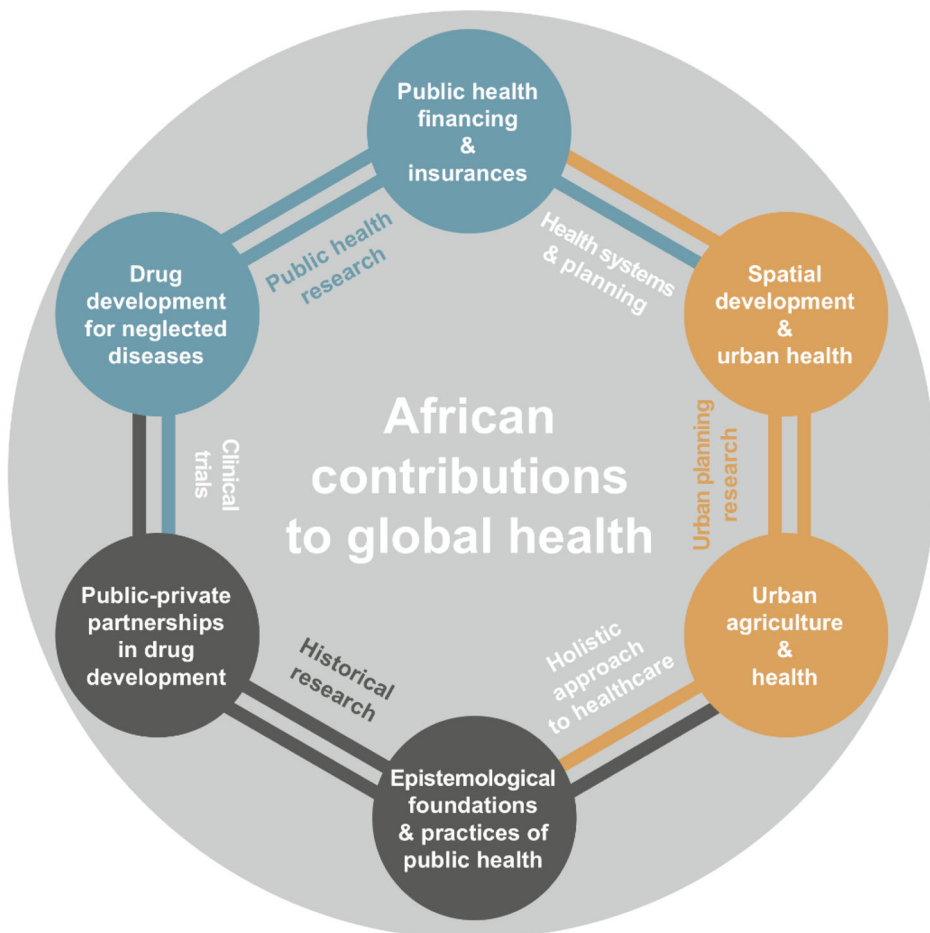 Public health
financing
&
insurances
Public health
research
Health systems
& planning
Drug
development
for neglected
diseases
Spatial
development
&
urban health
African
contributions
to global health
Clinical
trials
Urban planning
research
Public-private
partnerships
in drug
development
Urban
agriculture
&
health
Historical
research
Holistic
approach
to healthcare
Epistemological
foundations
& practices of
public health